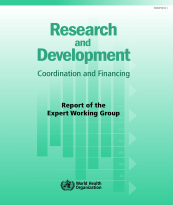 Research
and
Development
Coordination and Financing
Report of the
Expert Working Group
World Health
Organization